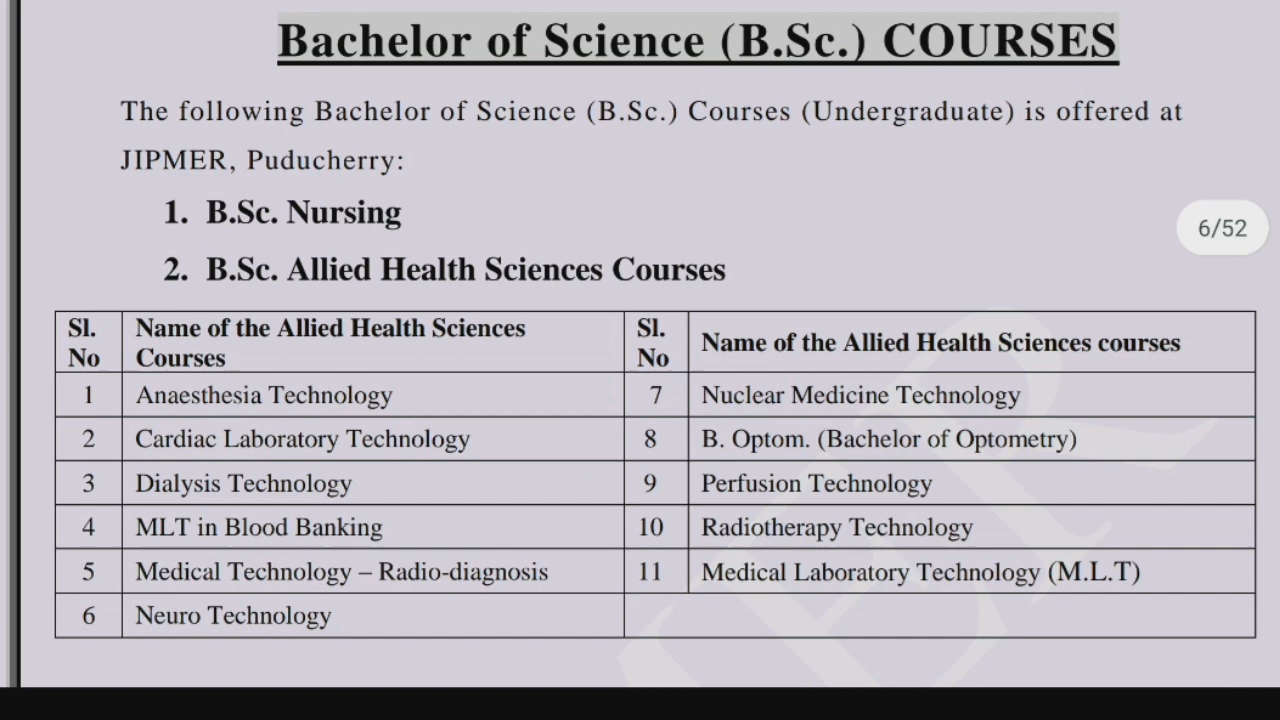 Bachelor of Science (B.Sc.) COURSES
The following Bachelor of Science (B.Sc.) Courses (Undergraduate) is offered at
JIPMER, Puducherry:
1. B.Sc. Nursing
6/52
2. B.Sc. Allied Health Sciences Courses
Sl. No | Name of the Allied Health Sciences Courses | Sl. No | Name of the Allied Health Sciences courses
1 | Anaesthesia Technology | 7 | Nuclear Medicine Technology
2 | Cardiac Laboratory Technology | 8 | B. Optom. (Bachelor of Optometry)
3 | Dialysis Technology | 9 | Perfusion Technology
4 | MLT in Blood Banking | 10 | Radiotherapy Technology
5 | Medical Technology – Radio-diagnosis | 11 | Medical Laboratory Technology (M.L.T)
6 | Neuro Technology